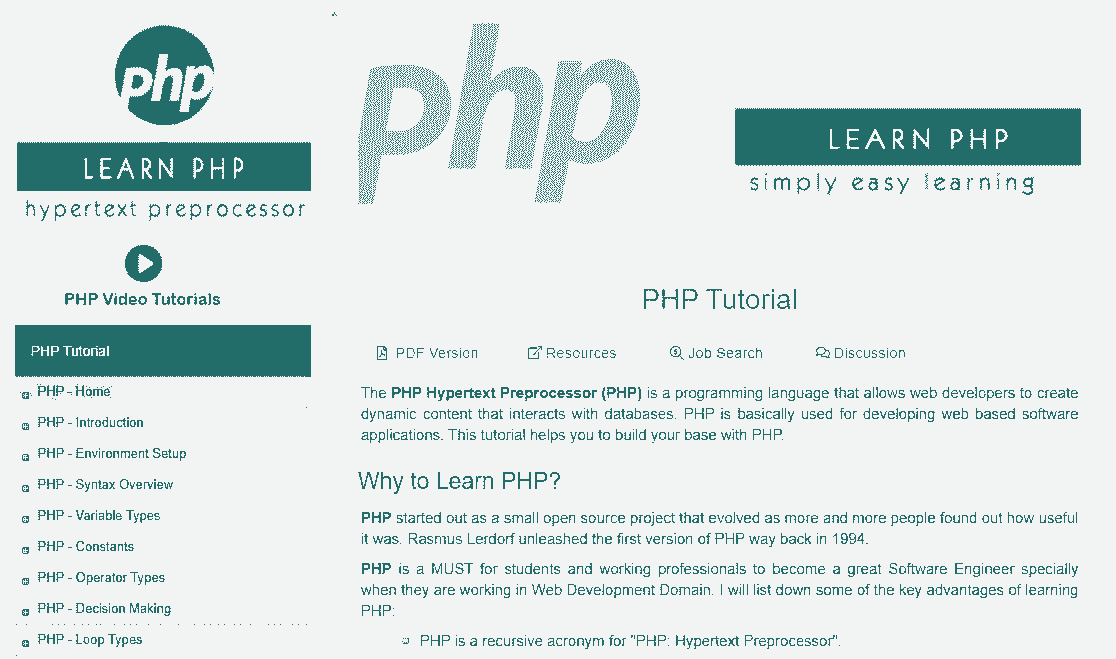 php
LEARN PHP
hypertext preprocessor
PHP Video Tutorials
PHP Tutorial
PHP - Home
PHP - Introduction
PHP - Environment Setup
PHP - Syntax Overview
PHP - Variable Types
PHP - Constants
PHP - Operator Types
PHP - Decision Making
PHP - Loop Types
php
LEARN PHP
simply easy learning
PHP Tutorial
PDF Version Resources Job Search Discussion
The PHP Hypertext Preprocessor (PHP) is a programming language that allows web developers to create
dynamic content that interacts with databases. PHP is basically used for developing web based software
applications. This tutorial helps you to build your base with PHP.
Why to Learn PHP?
PHP started out as a small open source project that evolved as more and more people found out how useful
it was. Rasmus Lerdorf unleashed the first version of PHP way back in 1994.
PHP is a MUST for students and working professionals to become a great Software Engineer specially
when they are working in Web Development Domain. I will list down some of the key advantages of learning
PHP:
PHP is a recursive acronym for "PHP: Hypertext Preprocessor".